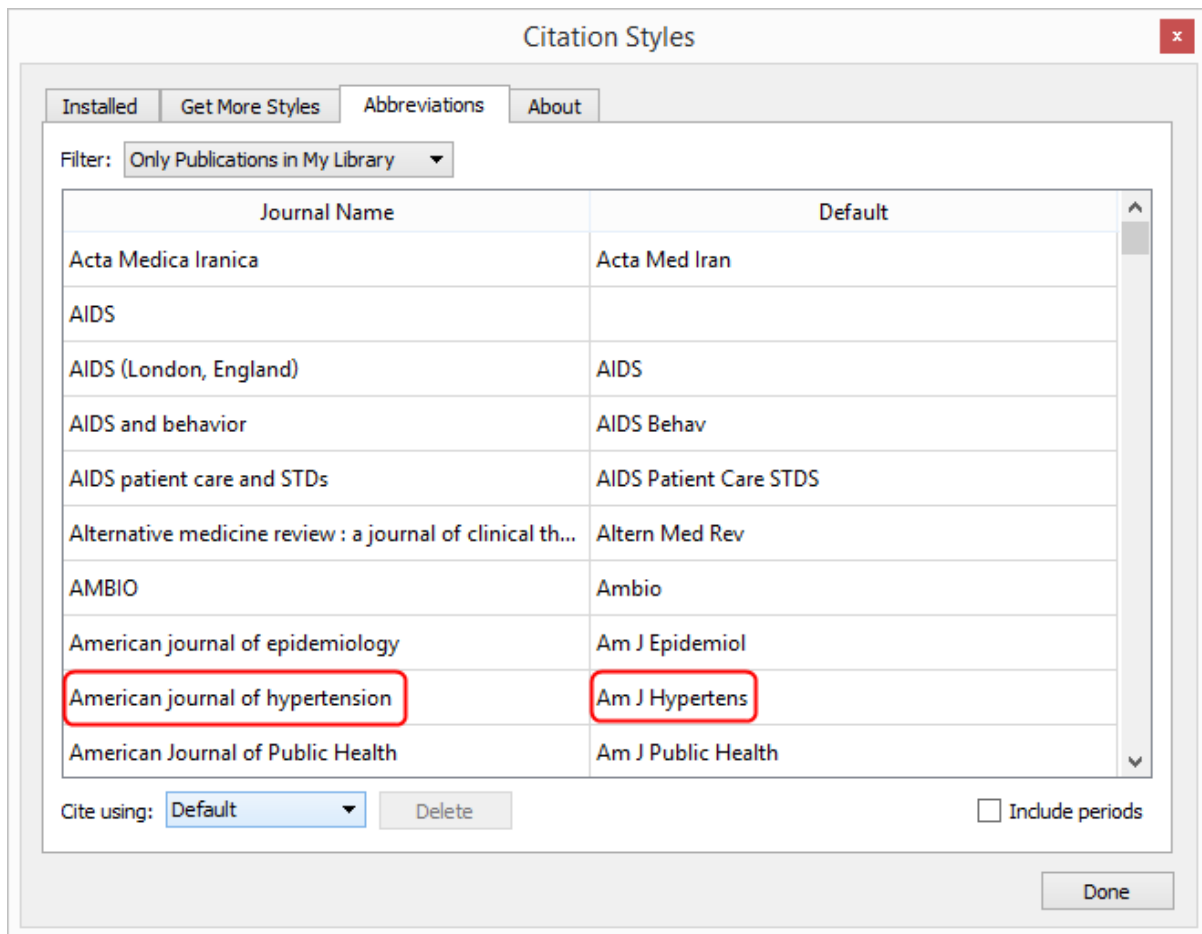 Citation Styles
x
Installed Get More Styles Abbreviations About
Filter: Only Publications in My Library
Journal Name Default
Acta Medica Iranica Acta Med Iran
AIDS
AIDS (London, England) AIDS
AIDS and behavior AIDS Behav
AIDS patient care and STDs AIDS Patient Care STDS
Alternative medicine review : a journal of clinical th... Altern Med Rev
AMBIO Ambio
American journal of epidemiology Am J Epidemiol
American journal of hypertension Am J Hypertens
American Journal of Public Health Am J Public Health
Cite using: Default Delete Include periods
Done